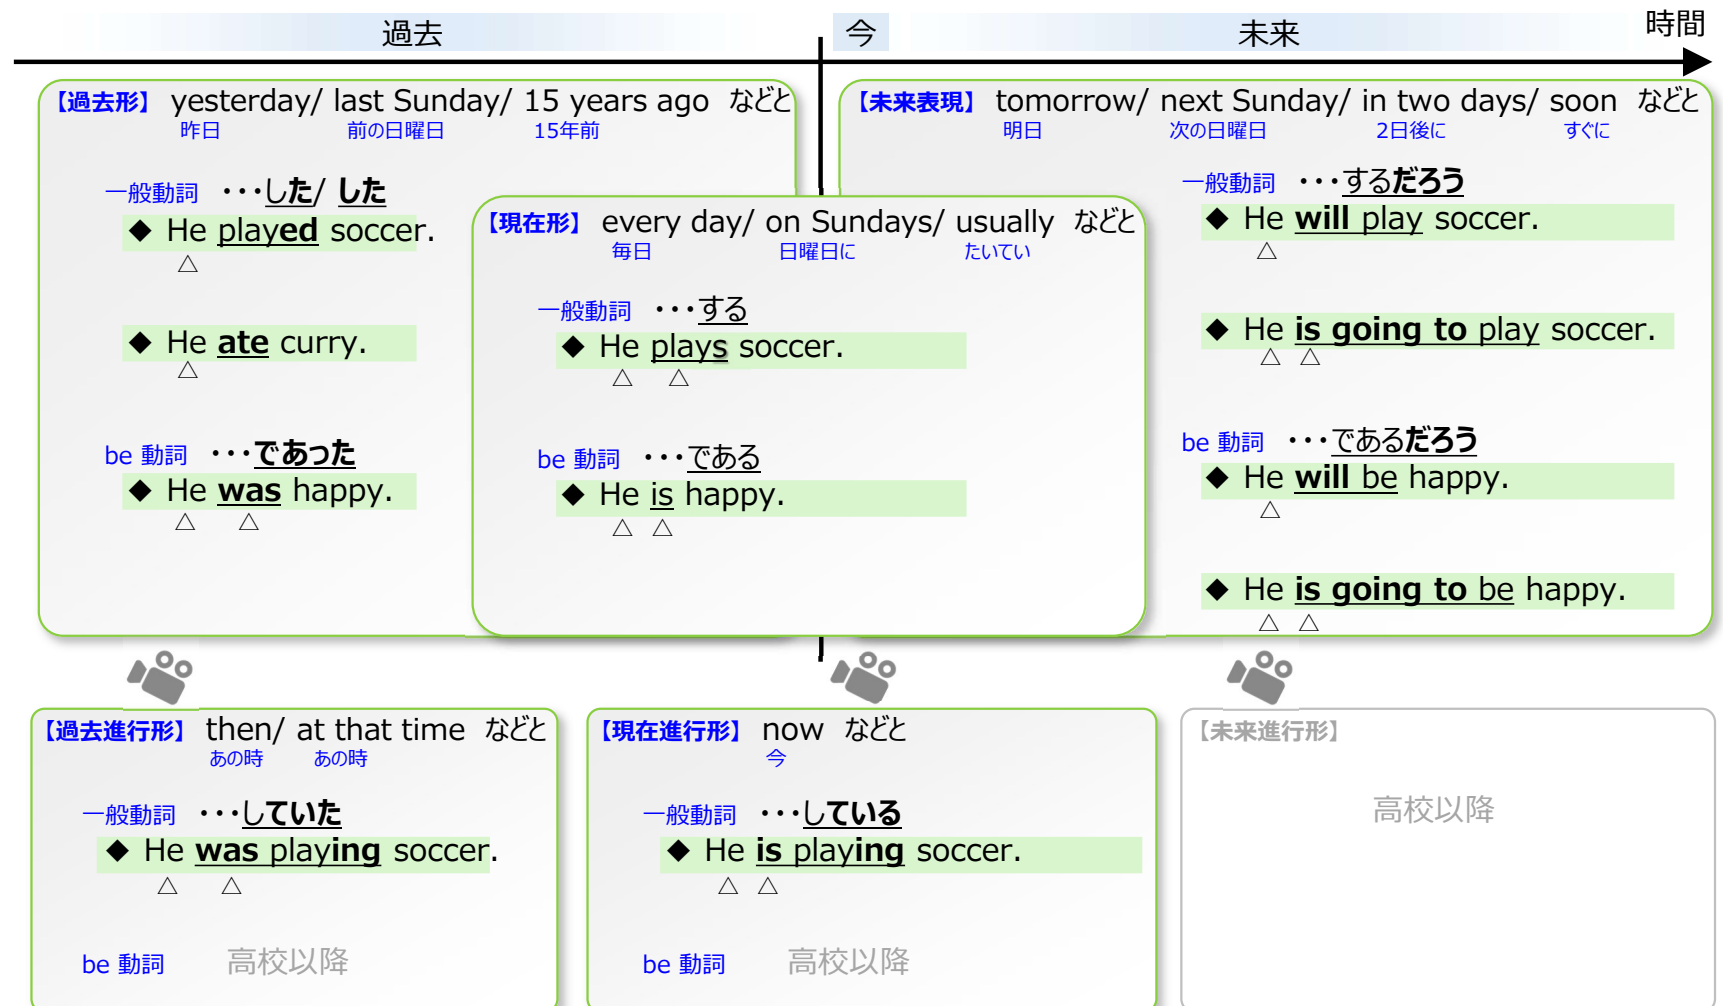 過去 今 未来 時間
【過去形】 yesterday/ last Sunday/ 15 years ago などと
昨日 前の日曜日 15年前
一般動詞 ・・・した/ した
◆ He played soccer.
△
◆ He ate curry.
△
be 動詞 ・・・であった
◆ He was happy.
△ △
【現在形】 every day/ on Sundays/ usually などと
毎日 日曜日に たいてい
一般動詞 ・・・する
◆ He plays soccer.
△ △
be 動詞 ・・・である
◆ He is happy.
△ △
【未来表現】 tomorrow/ next Sunday/ in two days/ soon などと
明日 次の日曜日 2日後に すぐに
一般動詞 ・・・するだろう
◆ He will play soccer.
△
◆ He is going to play soccer.
△ △
be 動詞 ・・・であるだろう
◆ He will be happy.
△
◆ He is going to be happy.
△ △
【過去進行形】 then/ at that time などと
あの時 あの時
一般動詞 ・・・していた
◆ He was playing soccer.
△ △
be 動詞 高校以降
【現在進行形】 now などと
今
一般動詞 ・・・している
◆ He is playing soccer.
△ △
be 動詞 高校以降
【未来進行形】
高校以降